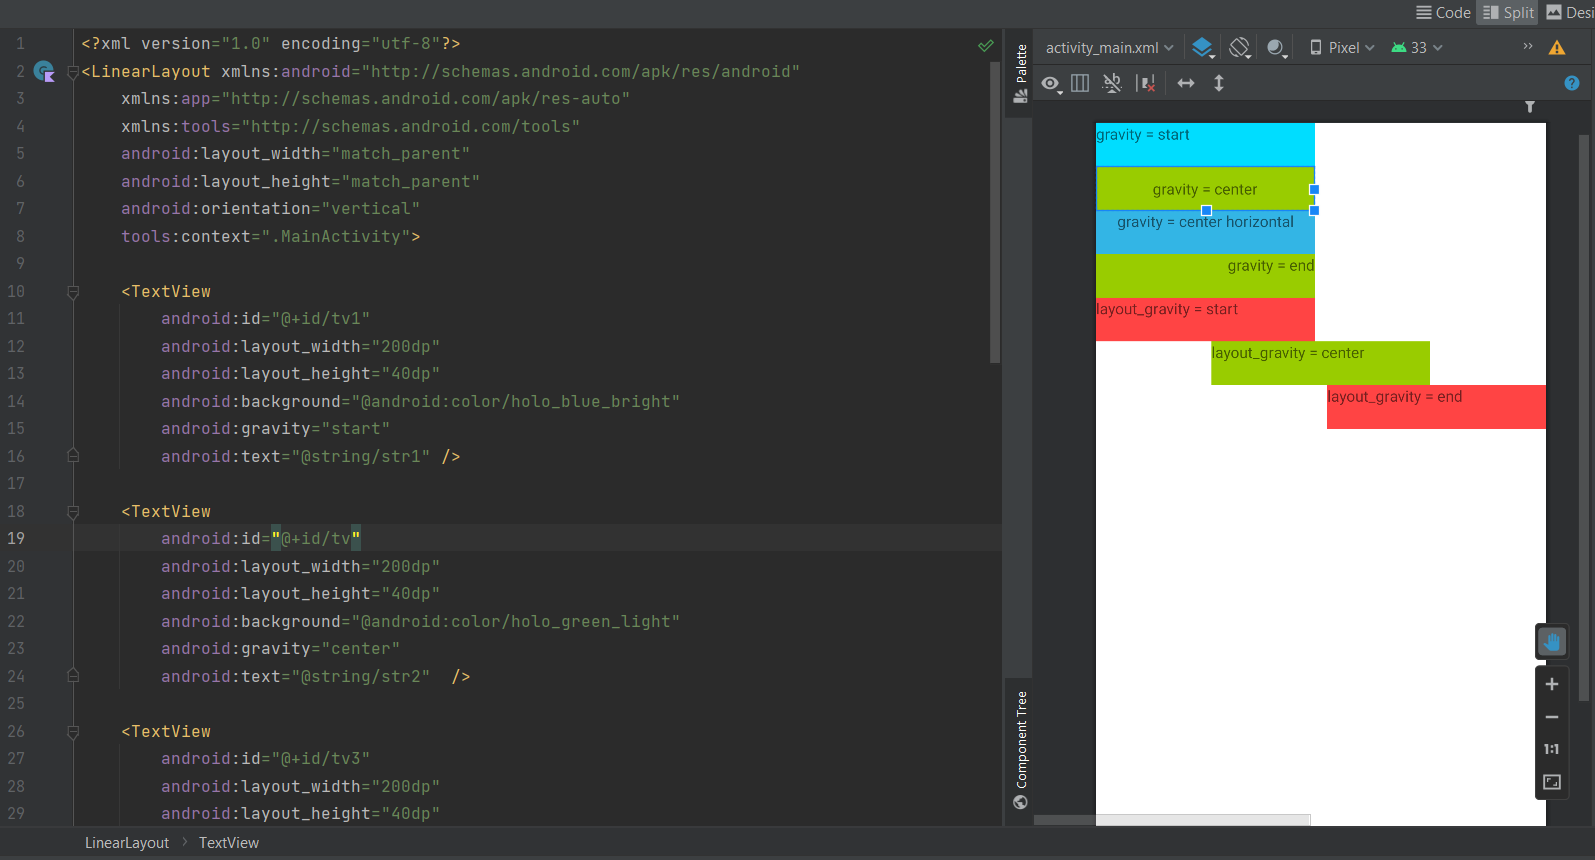 Code Split Desi
activity_main.xml Pixel 33 »
Palette
1 <?xml version="1.0" encoding="utf-8"?>
2 <LinearLayout xmlns:android="http://schemas.android.com/apk/res/android"
3 xmlns:app="http://schemas.android.com/apk/res-auto"
4 xmlns:tools="http://schemas.android.com/tools"
5 android:layout_width="match_parent"
6 android:layout_height="match_parent"
7 android:orientation="vertical"
8 tools:context=".MainActivity">
9
10 <TextView
11 android:id="@+id/tv1"
12 android:layout_width="200dp"
13 android:layout_height="40dp"
14 android:background="@android:color/holo_blue_bright"
15 android:gravity="start"
16 android:text="@string/str1" />
17
18 <TextView
19 android:id="@+id/tv"
20 android:layout_width="200dp"
21 android:layout_height="40dp"
22 android:background="@android:color/holo_green_light"
23 android:gravity="center"
24 android:text="@string/str2"  />
25
26 <TextView
27 android:id="@+id/tv3"
28 android:layout_width="200dp"
29 android:layout_height="40dp"
gravity = start
gravity = center
gravity = center horizontal
gravity = end
layout_gravity = start
layout_gravity = center
layout_gravity = end
Component Tree
1:1
LinearLayout > TextView